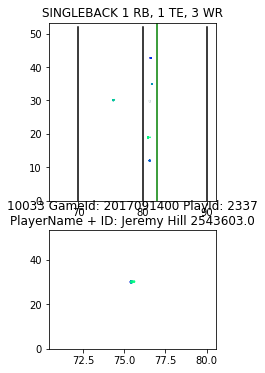 SINGLEBACK 1 RB, 1 TE, 3 WR
50
40
30
20
10
0
70 80 90
10033 GameId: 2017091400 PlayId: 2337
PlayerName + ID: Jeremy Hill 2543603.0
40
20
0
72.5 75.0 77.5 80.0